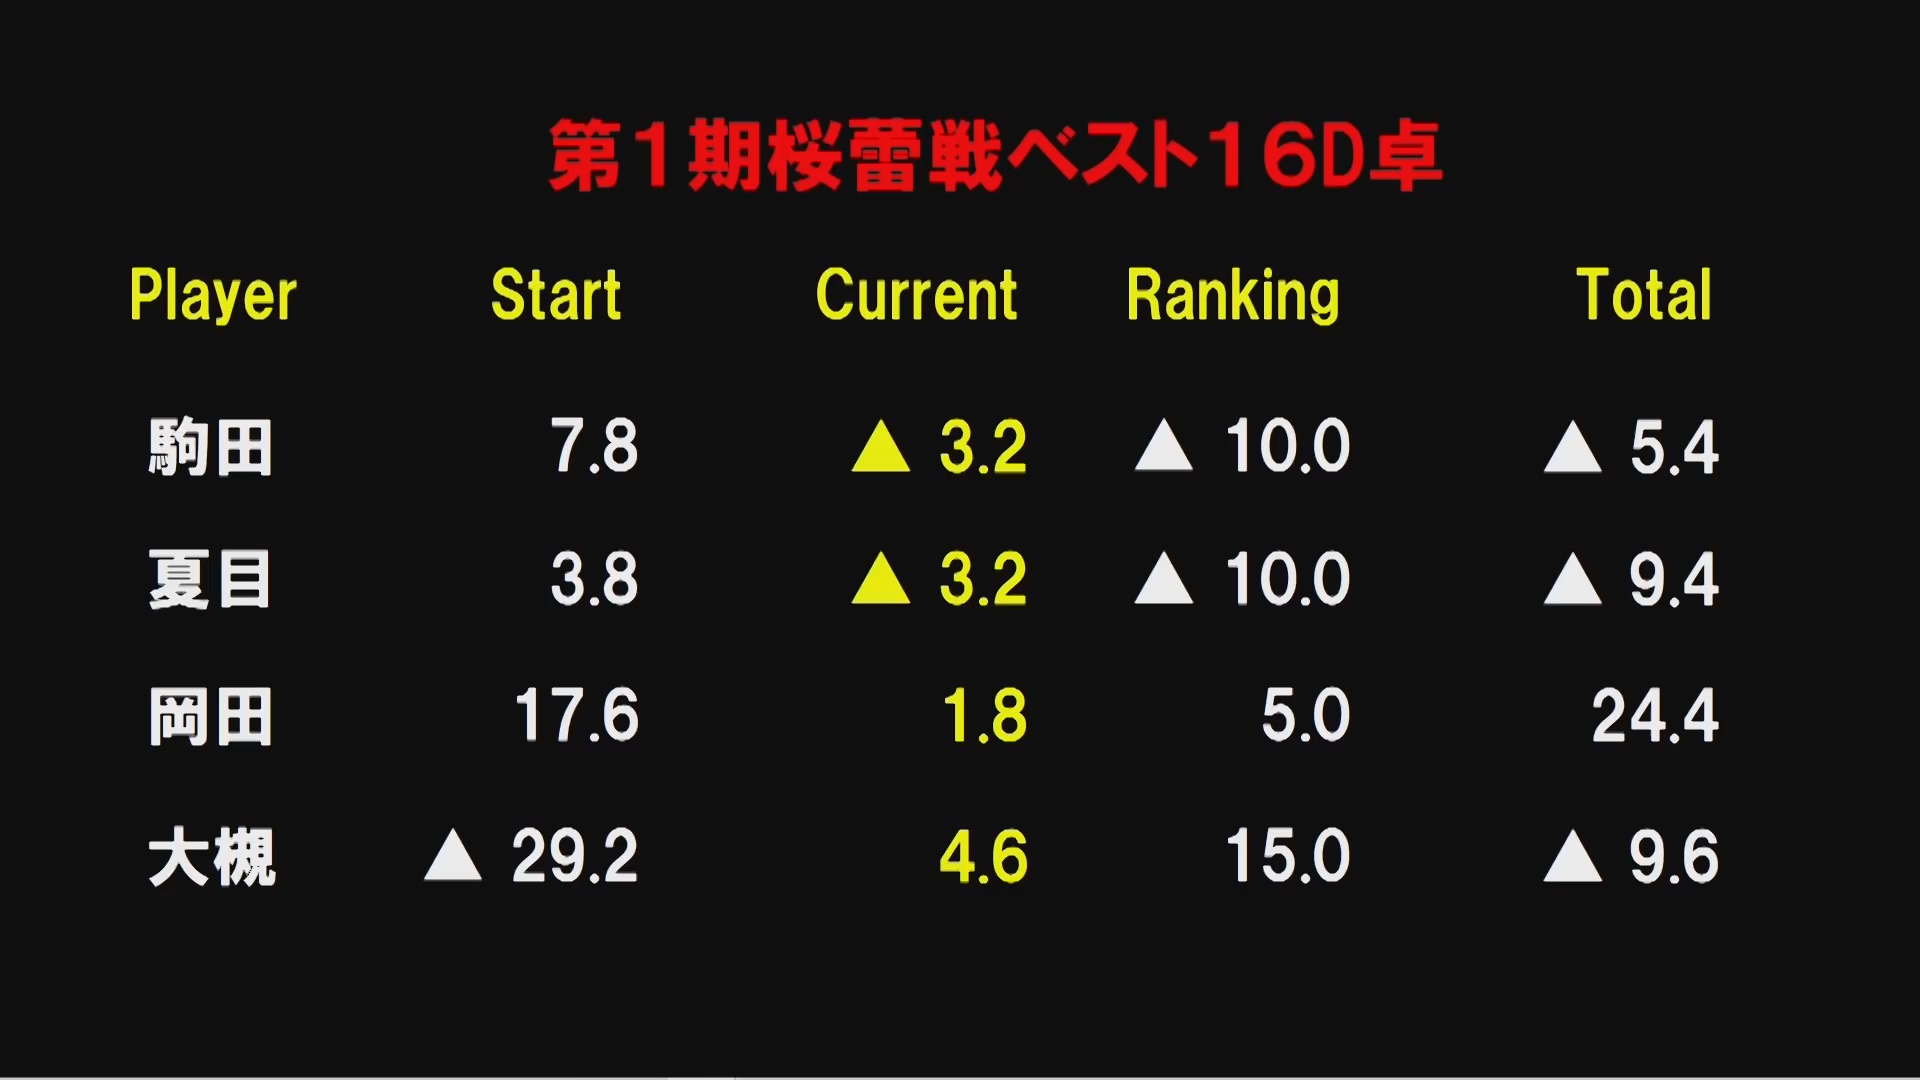 第1期桜蕾戦ベスト16D卓
Player Start Current Ranking Total
駒田 7.8 ▲ 3.2 ▲ 10.0 ▲ 5.4
夏目 3.8 ▲ 3.2 ▲ 10.0 ▲ 9.4
岡田 17.6 1.8 5.0 24.4
大槻 ▲ 29.2 4.6 15.0 ▲ 9.6